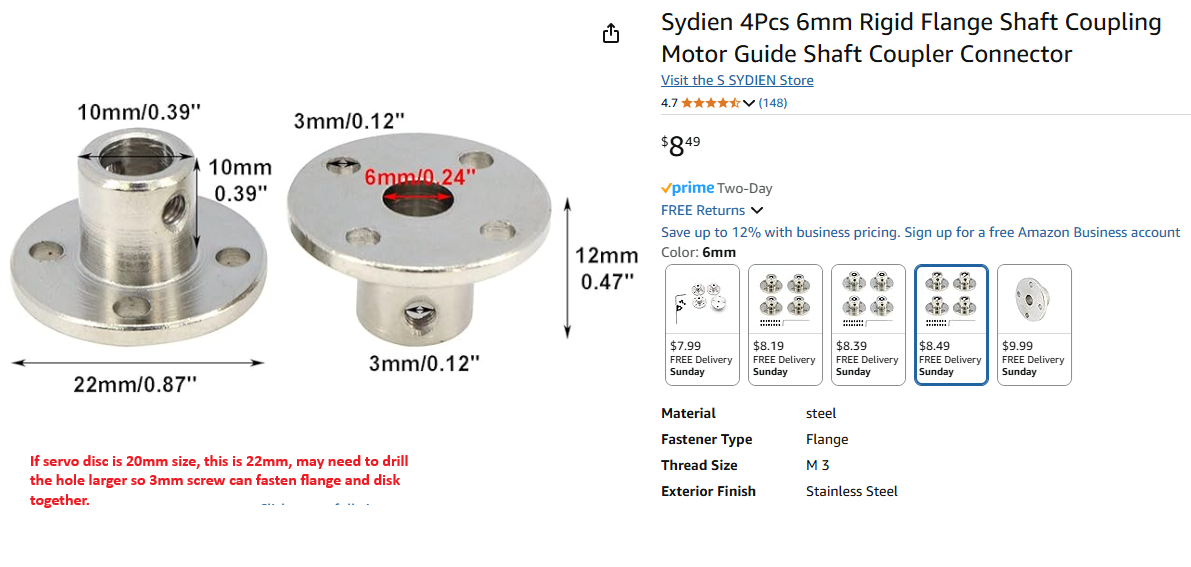 10mm/0.39"
10mm
0.39"
3mm/0.12"
6mm/0.24"
12mm
0.47"
3mm/0.12"
22mm/0.87"
If servo disc is 20mm size, this is 22mm, may need to drill
the hole larger so 3mm screw can fasten flange and disk
together.
Sydien 4Pcs 6mm Rigid Flange Shaft Coupling
Motor Guide Shaft Coupler Connector
Visit the S SYDIEN Store
4.7 (148)
$8.49
prime Two-Day
FREE Returns
Save up to 12% with business pricing. Sign up for a free Amazon Business account
Color: 6mm
$7.99
FREE Delivery
Sunday
$8.19
FREE Delivery
Sunday
$8.39
FREE Delivery
Sunday
$8.49
FREE Delivery
Sunday
$9.99
FREE Delivery
Sunday
Material steel
Fastener Type Flange
Thread Size M 3
Exterior Finish Stainless Steel